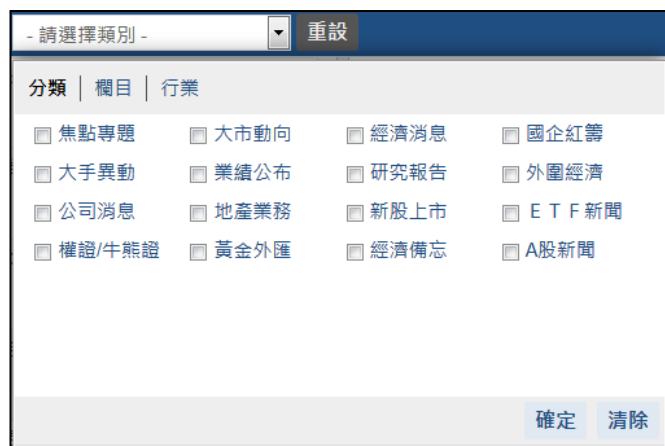 - 請選擇類別 - 重設
分類 | 欄目 | 行業
焦點專題 大市動向 經濟消息 國企紅籌
大手異動 業績公布 研究報告 外圍經濟
公司消息 地產業務 新股上市 ＥＴＦ新聞
權證/牛熊證 黃金外匯 經濟備忘 A股新聞
確定 清除